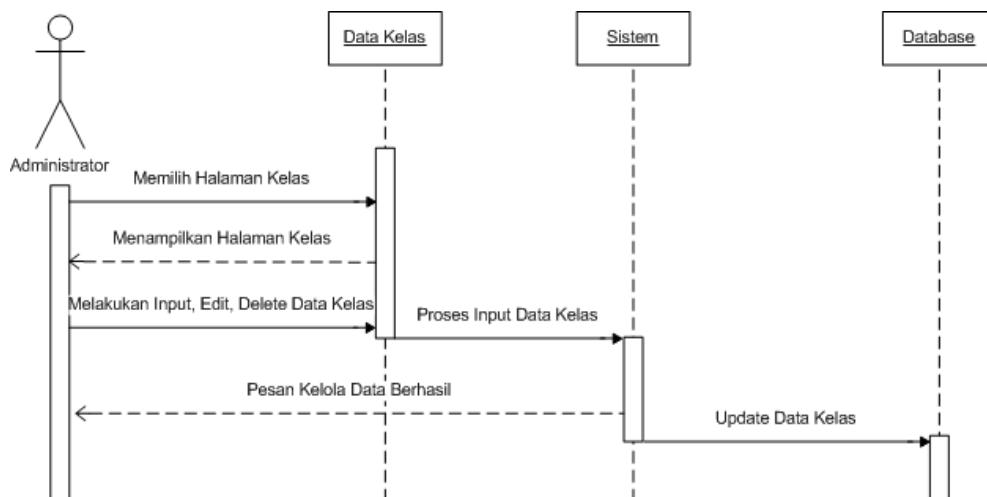 Data Kelas
Sistem
Database
Administrator
Memilih Halaman Kelas
Menampilkan Halaman Kelas
Melakukan Input, Edit, Delete Data Kelas
Proses Input Data Kelas
Pesan Kelola Data Berhasil
Update Data Kelas